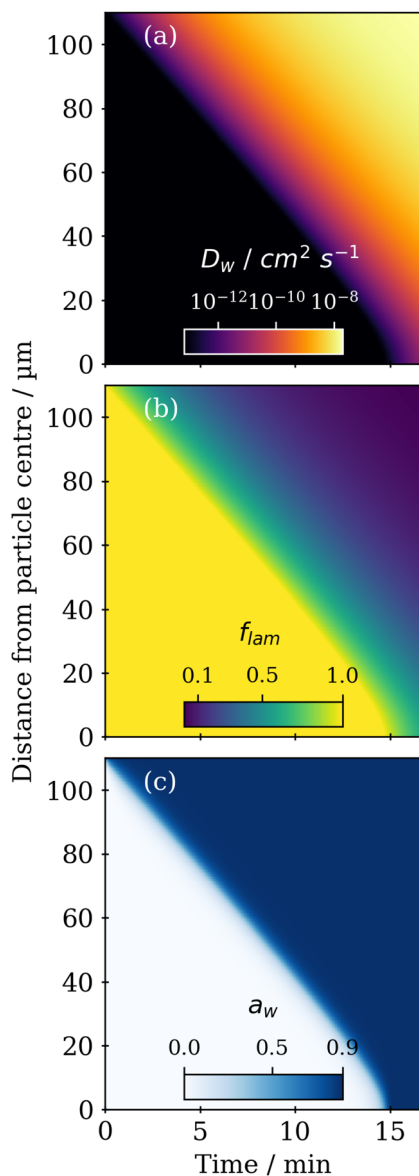 Distance from particle centre / µm
(a)
100
80
60
40
20
0
D_w / cm² s⁻¹
10⁻¹² 10⁻¹⁰ 10⁻⁸
(b)
100
80
60
40
20
0
f_lam
0.1 0.5 1.0
(c)
100
80
60
40
20
0
a_w
0.0 0.5 0.9
0 5 10 15
Time / min